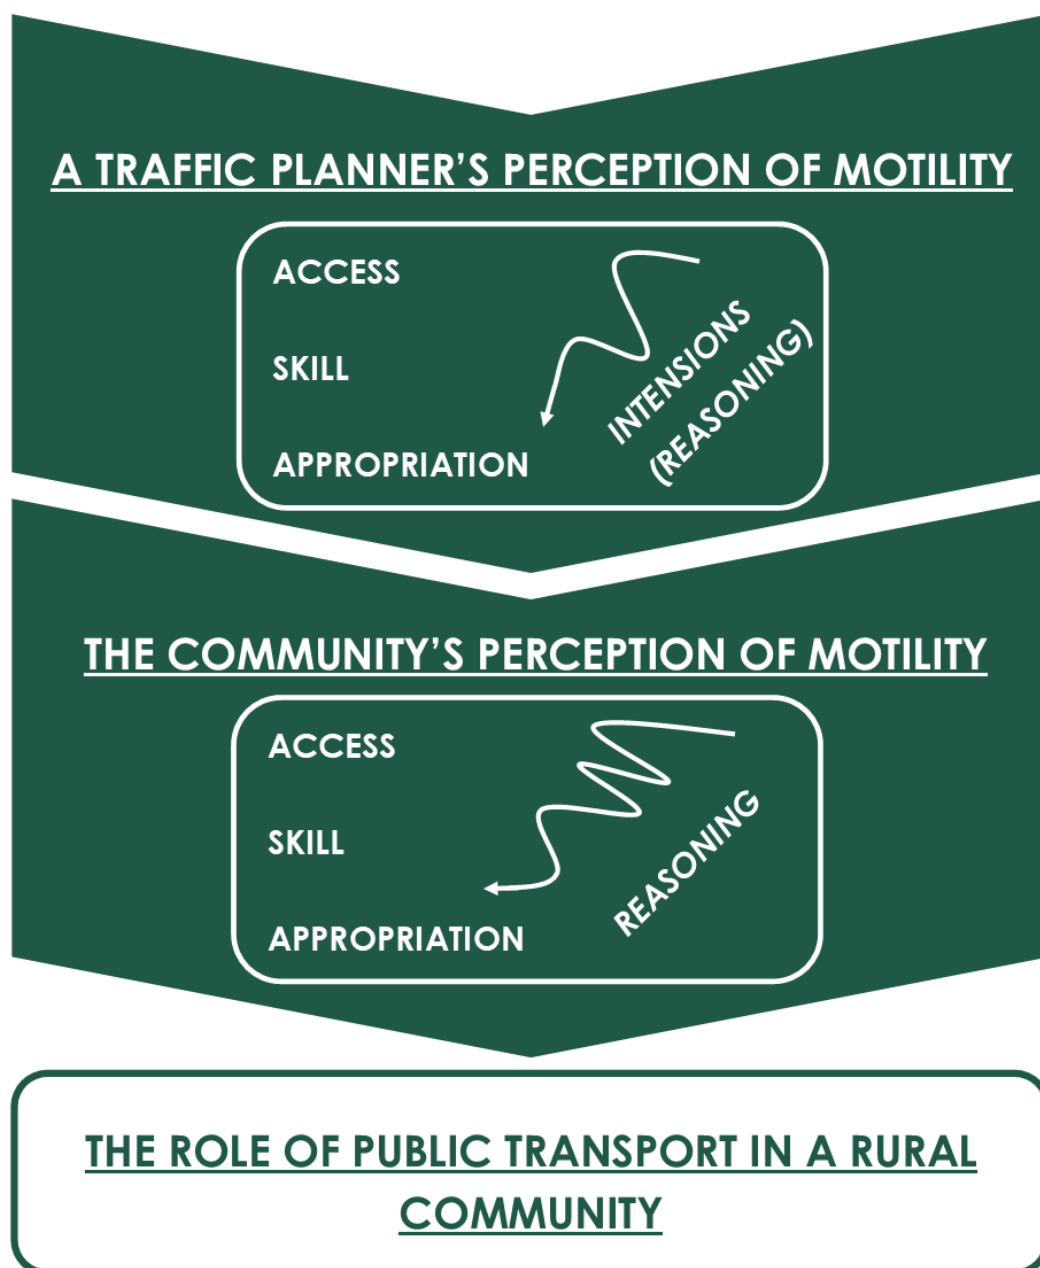 A TRAFFIC PLANNER’S PERCEPTION OF MOTILITY
ACCESS
SKILL
APPROPRIATION
INTENSIONS
(REASONING)
THE COMMUNITY’S PERCEPTION OF MOTILITY
ACCESS
SKILL
APPROPRIATION
REASONING
THE ROLE OF PUBLIC TRANSPORT IN A RURAL
COMMUNITY